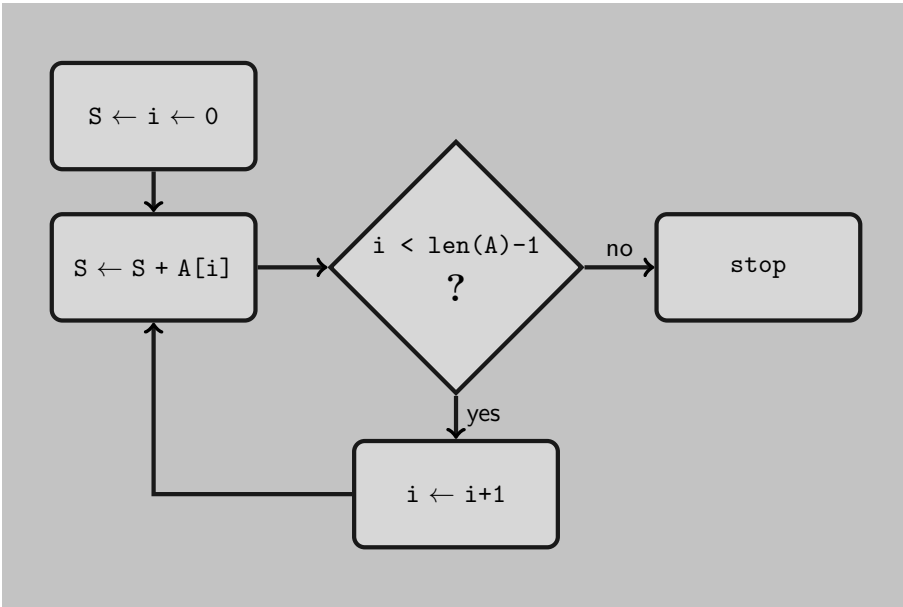 S ← i ← 0
S ← S + A[i]
i < len(A)-1
?
no
stop
yes
i ← i+1